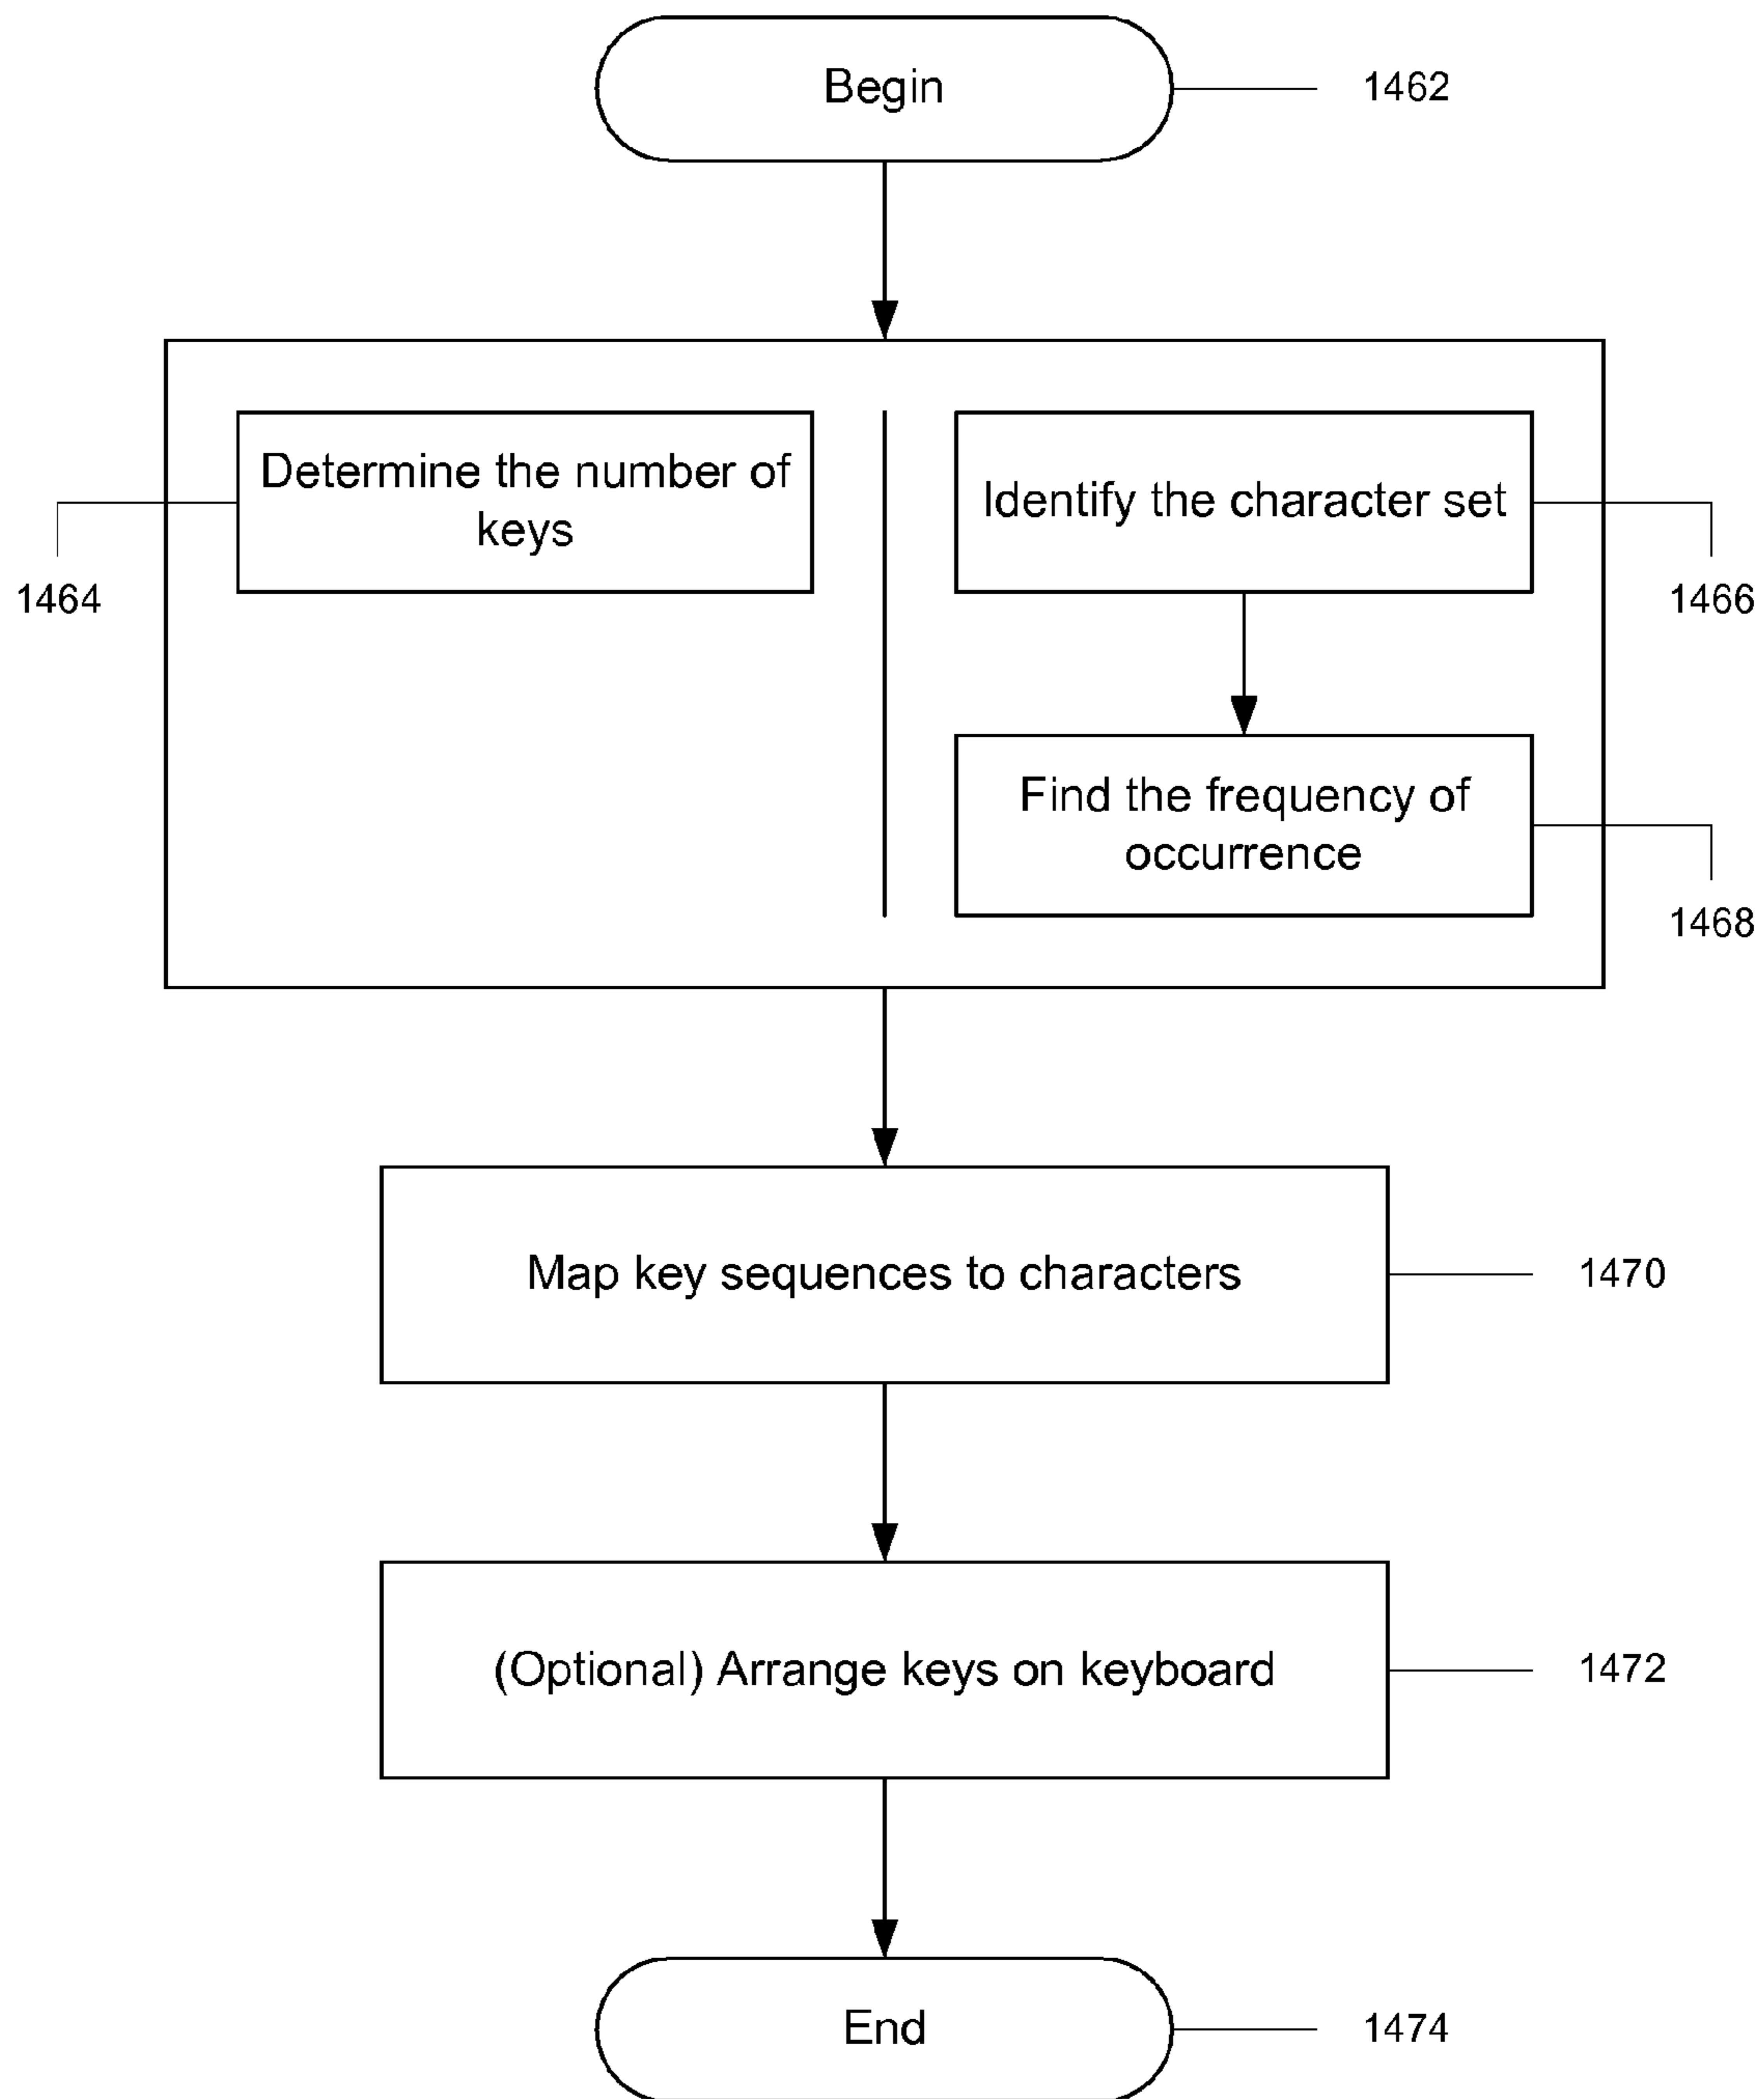 Begin
1462
Determine the number of
keys
1464
Identify the character set
1466
Find the frequency of
occurrence
1468
Map key sequences to characters
1470
(Optional) Arrange keys on keyboard
1472
End
1474